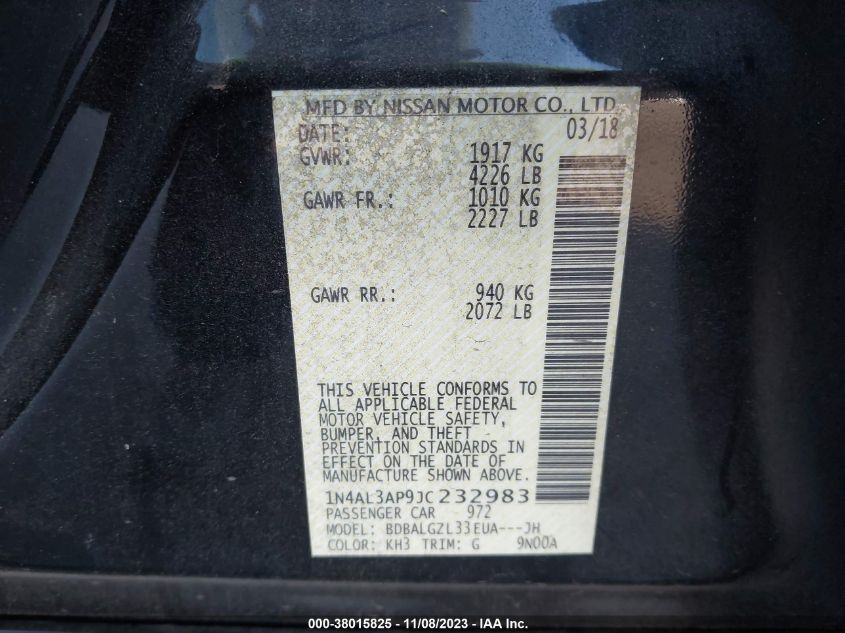 MFD BY NISSAN MOTOR CO., LTD
DATE: 03/18
GVWR: 1917 KG
4226 LB
GAWR FR.: 1010 KG
2227 LB
GAWR RR.: 940 KG
2072 LB
THIS VEHICLE CONFORMS TO
ALL APPLICABLE FEDERAL
MOTOR VEHICLE SAFETY,
BUMPER, AND THEFT
PREVENTION STANDARDS IN
EFFECT ON THE DATE OF
MANUFACTURE SHOWN ABOVE.
1N4AL3AP9JC232983
PASSENGER CAR 972
MODEL: BDBALGZL33EUA---JH
COLOR: KH3 TRIM: G 9N00A
000-38015825 - 11/08/2023 - IAA Inc.